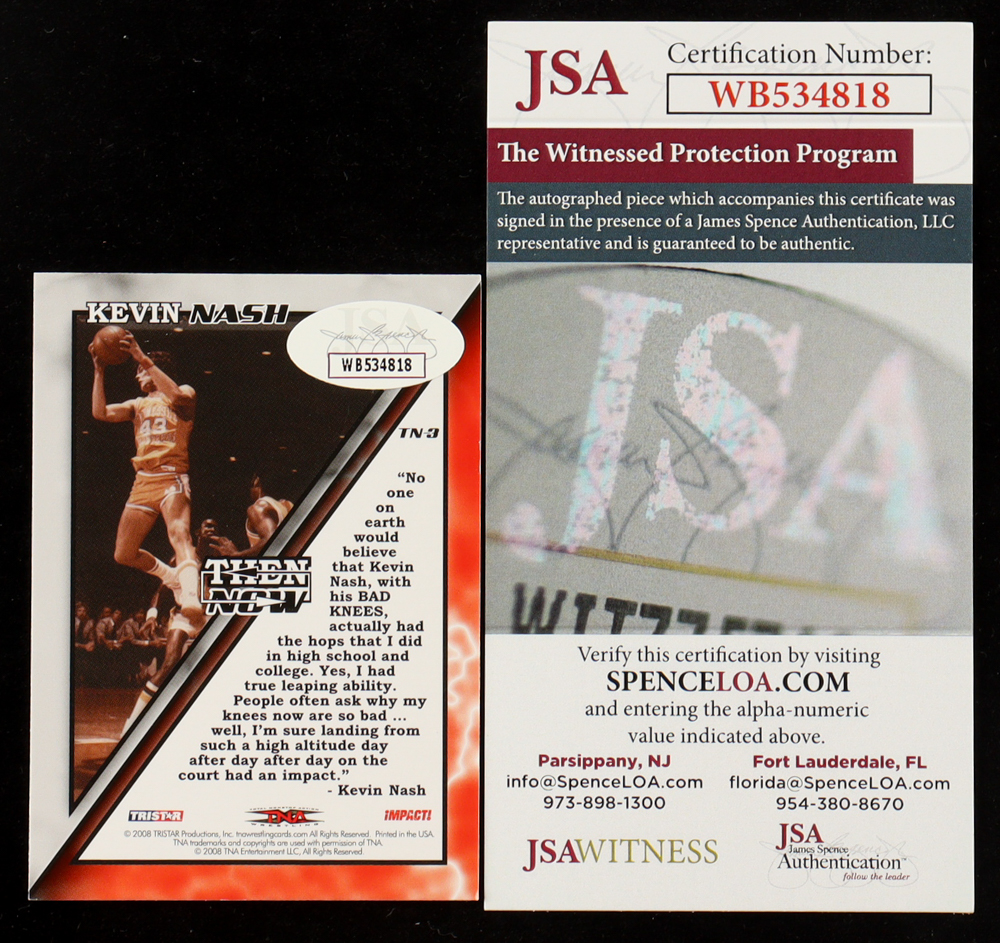 KEVIN NASH
JSA
WB534818
43
TN-3
"No
one
on
earth
would
believe
that Kevin
Nash, with
his BAD
KNEES,
actually had
the hops that I did
in high school and
college. Yes, I had
true leaping ability.
People often ask why my
knees now are so bad ...
well, I'm sure landing from
such a high altitude day
after day after day on the
court had an impact."
- Kevin Nash
THEN
NOW
TRISTAR
TNA
WRESTLING
IMPACT!
© 2008 TRISTAR Productions, Inc. tnawrestlingcards.com All Rights Reserved. Printed in the USA.
TNA trademarks and copyrights are used with permission of TNA.
© 2008 TNA Entertainment LLC, All Rights Reserved.
JSA
Certification Number:
WB534818
The Witnessed Protection Program
The autographed piece which accompanies this certificate was
signed in the presence of a James Spence Authentication, LLC
representative and is guaranteed to be authentic.
JSA
Verify this certification by visiting
SPENCELOA.COM
and entering the alpha-numeric
value indicated above.
Parsippany, NJ
info@SpenceLOA.com
973-898-1300
Fort Lauderdale, FL
florida@SpenceLOA.com
954-380-8670
JSAWITNESS
JSA
James Spence
Authentication™
follow the leader